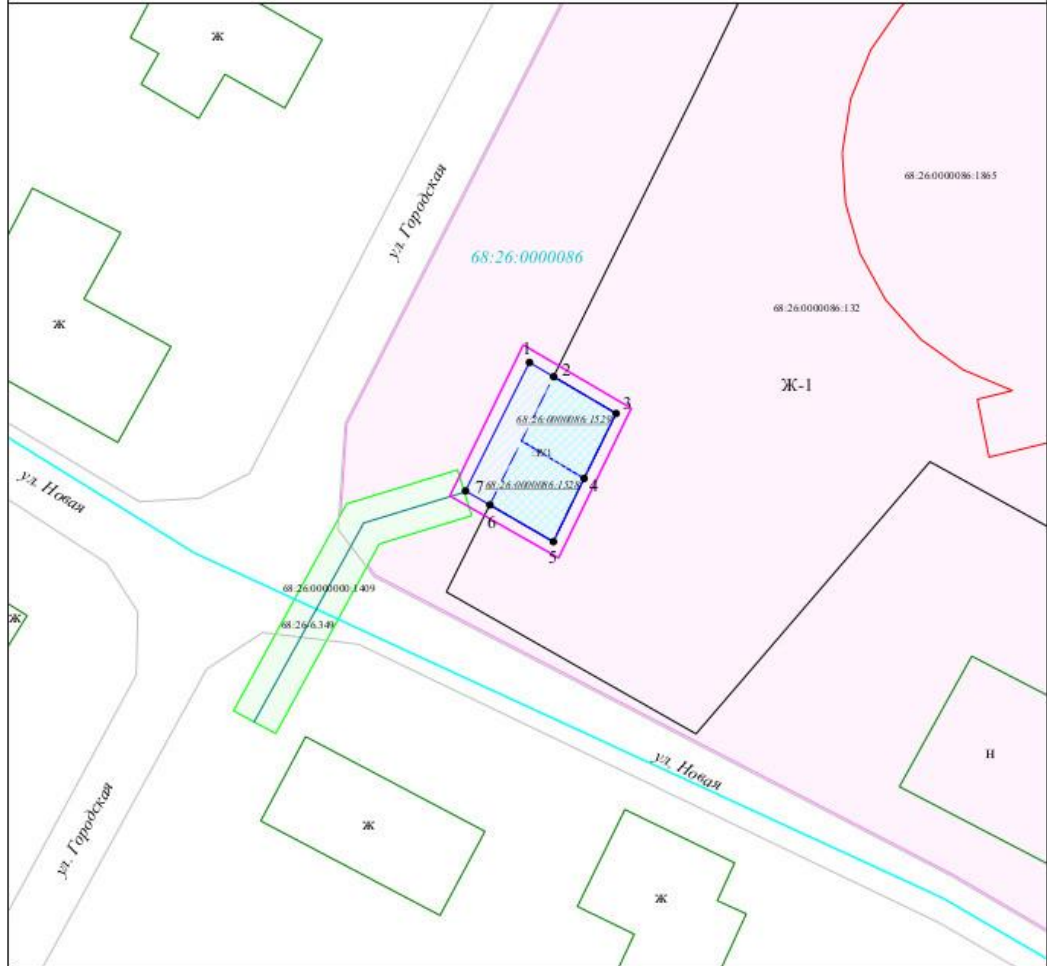 ж
ул. Городская
68:26:0000086:1865
68:26:0000086
68:26:0000086:132
ж
1
2
Ж-1
3
68:26:0000086:1529
ул. Новая
7
68:26:0000086:1528
4
6
5
68:26:0000000:1409
ж
68:26-6.349
н
ул. Новая
ул. Городская
ж
ж